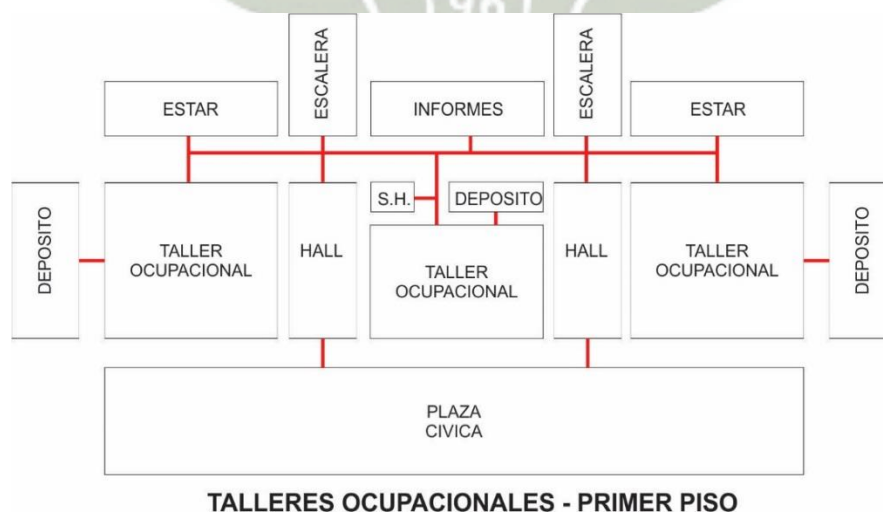 961
ESCALERA
ESCALERA
ESTAR
INFORMES
ESTAR
S.H.
DEPOSITO
DEPOSITO
TALLER
OCUPACIONAL
HALL
TALLER
OCUPACIONAL
HALL
TALLER
OCUPACIONAL
DEPOSITO
PLAZA
CIVICA
TALLERES OCUPACIONALES - PRIMER PISO